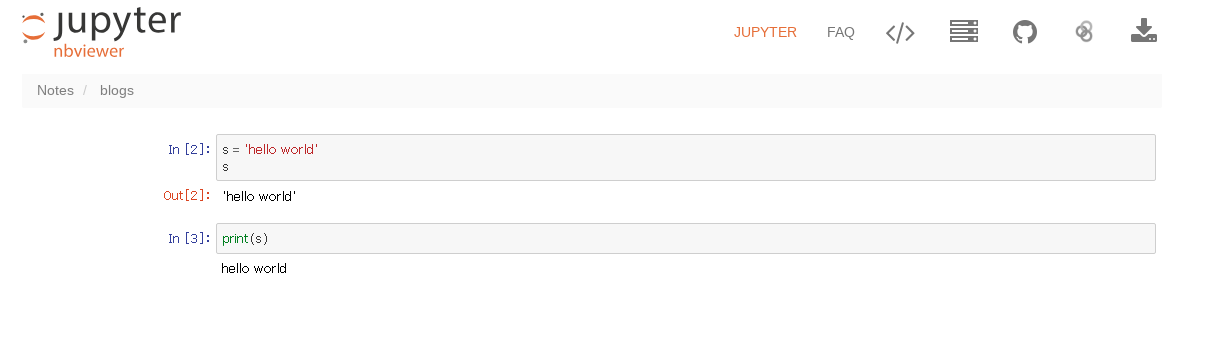 jupyter
nbviewer
JUPYTER FAQ </>
Notes / blogs
In [2]: s = 'hello world'
s
Out[2]: 'hello world'
In [3]: print(s)
hello world